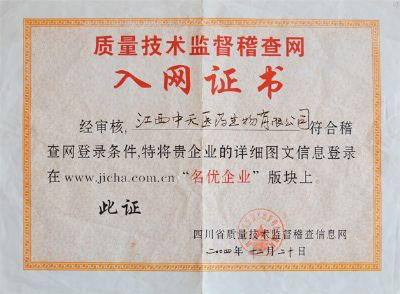 质量技术监督稽查网
入网证书
经审核,江西中天医药生物有限公司符合稽
查网登录条件,特将贵企业的详细图文信息登录
在www.jicha.com.cn“名优企业”版块上。
此证
四川省质量技术监督稽查信息网
二00四年十二月二十日